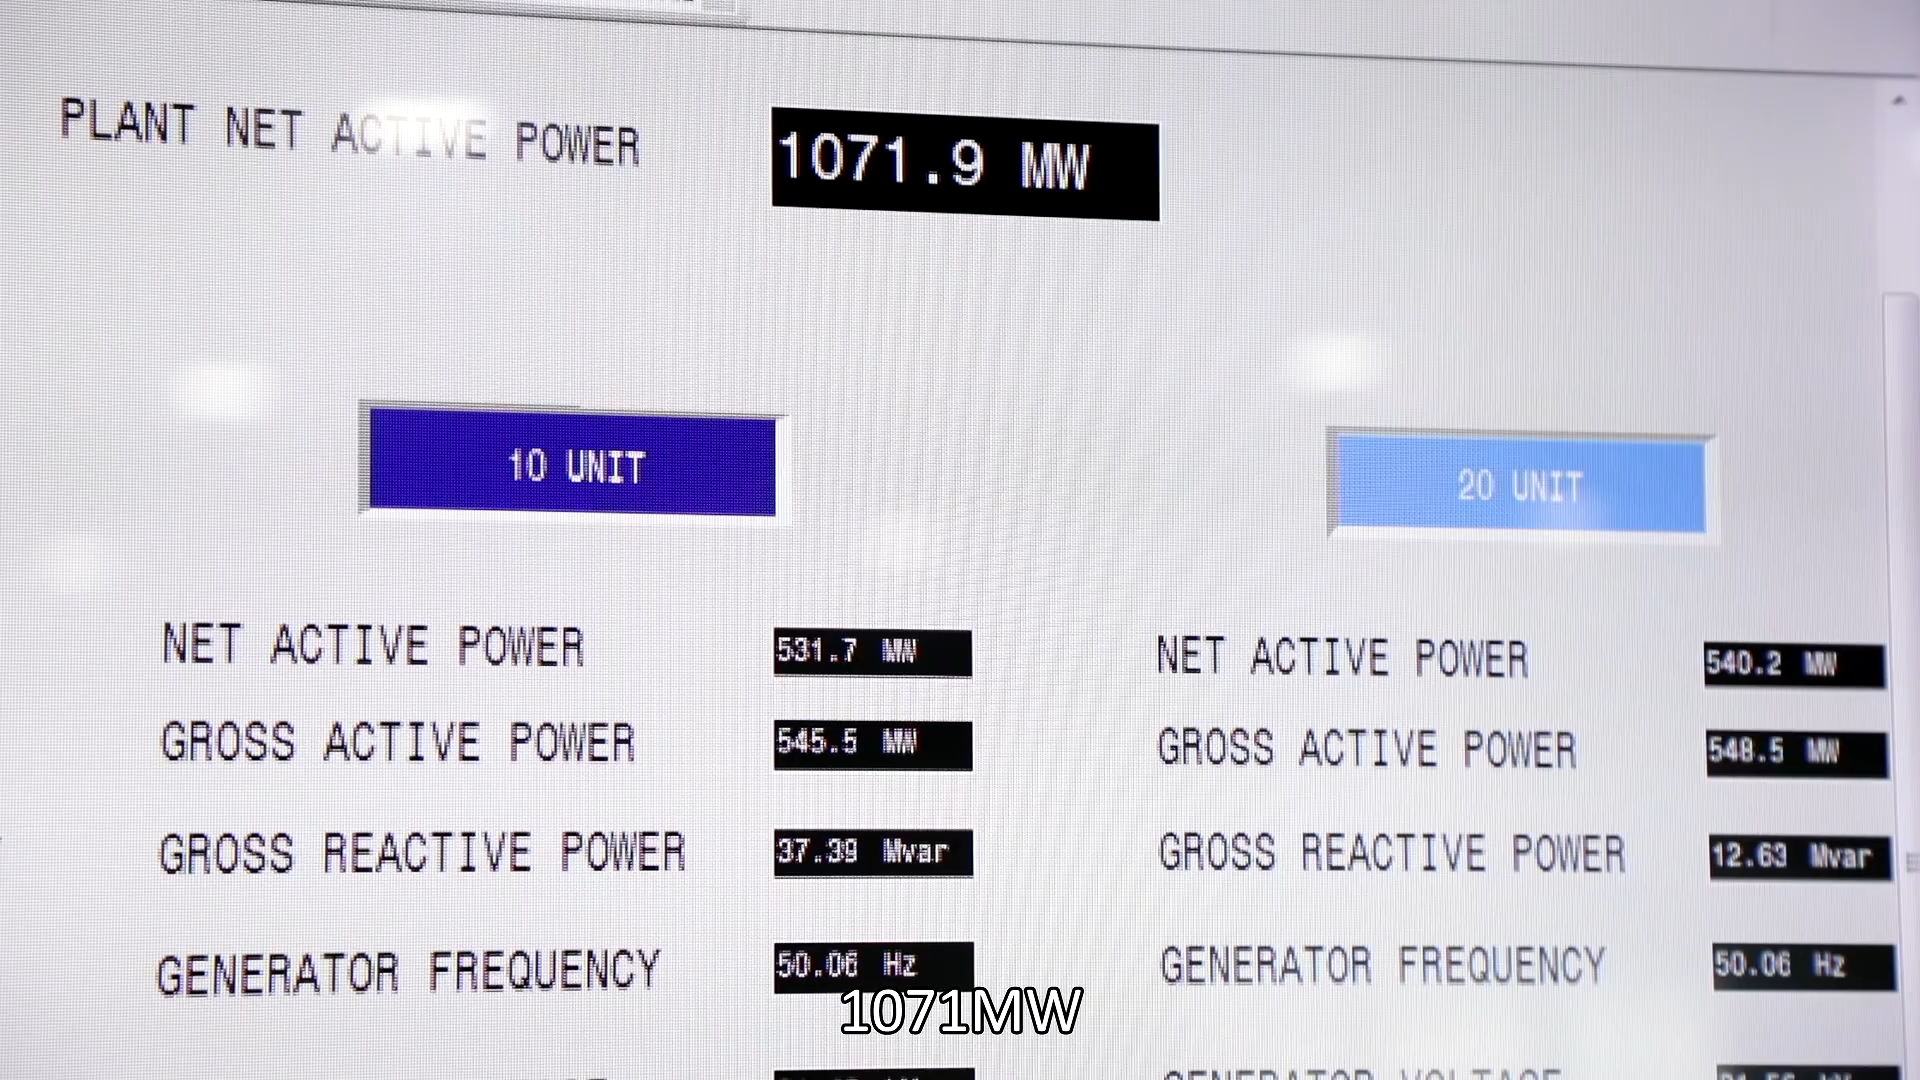 PLANT NET ACTIVE POWER 1071.9 MW
10 UNIT 20 UNIT
NET ACTIVE POWER 531.7 MW NET ACTIVE POWER 540.2 MW
GROSS ACTIVE POWER 545.5 MW GROSS ACTIVE POWER 548.5 MW
GROSS REACTIVE POWER 37.39 Mvar GROSS REACTIVE POWER 12.63 Mvar
GENERATOR FREQUENCY 50.06 Hz GENERATOR FREQUENCY 50.06 Hz
1071MW
GENERATOR VOLTAGE